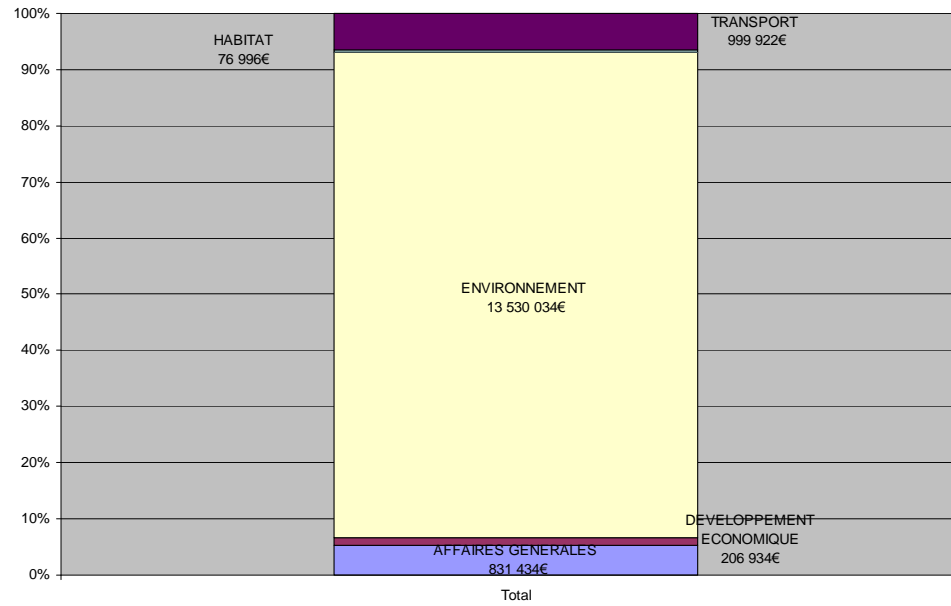 100%
90%
80%
70%
60%
50%
40%
30%
20%
10%
0%
HABITAT
76 996€
TRANSPORT
999 922€
ENVIRONNEMENT
13 530 034€
DEVELOPPEMENT
ECONOMIQUE
206 934€
AFFAIRES GENERALES
831 434€
Total